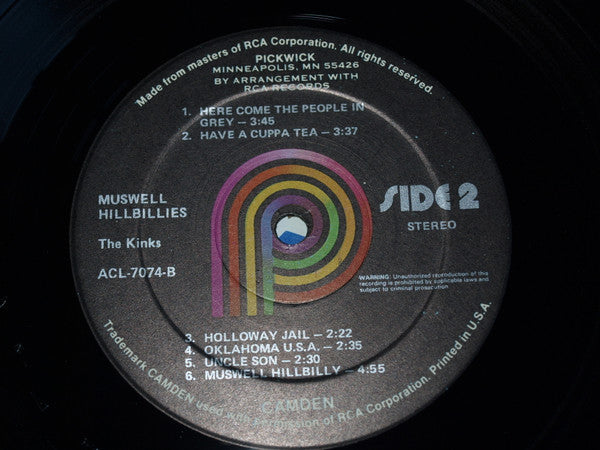 Made from masters of RCA Corporation. All rights reserved.
PICKWICK
MINNEAPOLIS, MN 55426
BY ARRANGEMENT WITH
RCA RECORDS
1. HERE COME THE PEOPLE IN
GREY – 3:45
2. HAVE A CUPPA TEA – 3:37
MUSWELL
HILLBILLIES
The Kinks
ACL-7074-B
SIDE 2
STEREO
WARNING: Unauthorized reproduction of this
recording is prohibited by applicable laws and
subject to criminal prosecution
3. HOLLOWAY JAIL – 2:22
4. OKLAHOMA U.S.A. – 2:35
5. UNCLE SON – 2:30
6. MUSWELL HILLBILLY – 4:55
CAMDEN
Trademark CAMDEN used with permission of RCA Corporation. Printed in U.S.A.